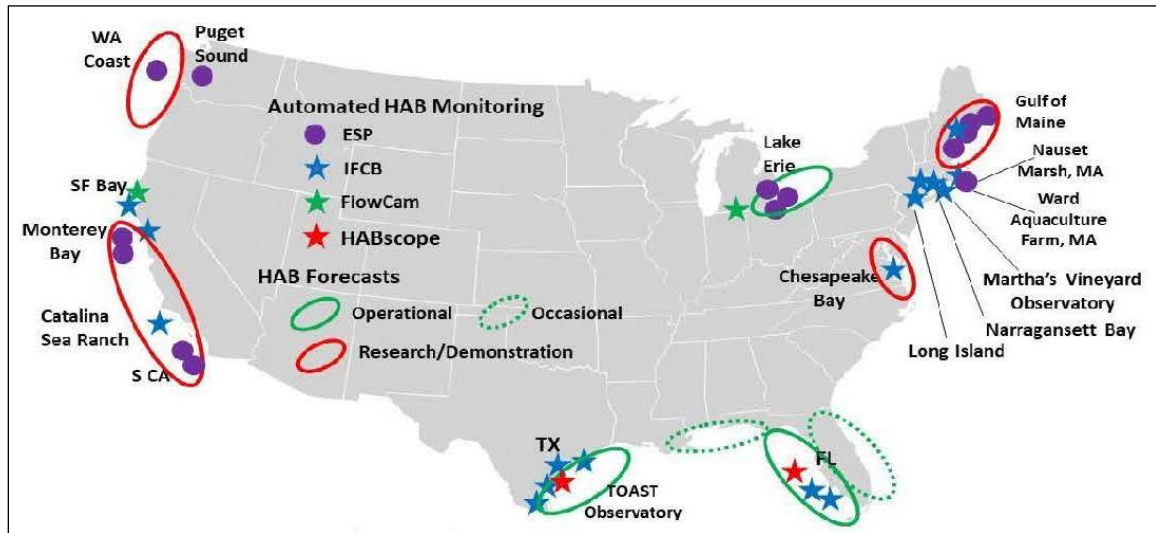 WA
Coast
Puget
Sound
Automated HAB Monitoring
ESP
IFCB
FlowCam
HABscope
HAB Forecasts
Operational
Occasional
Research/Demonstration
SF Bay
Monterey
Bay
Catalina
Sea Ranch
S CA
Lake
Erie
Gulf of
Maine
Nauset
Marsh, MA
Ward
Aquaculture
Farm, MA
Martha's Vineyard
Observatory
Narragansett Bay
Long Island
Chesapeake
Bay
TX
TOAST
Observatory
FL